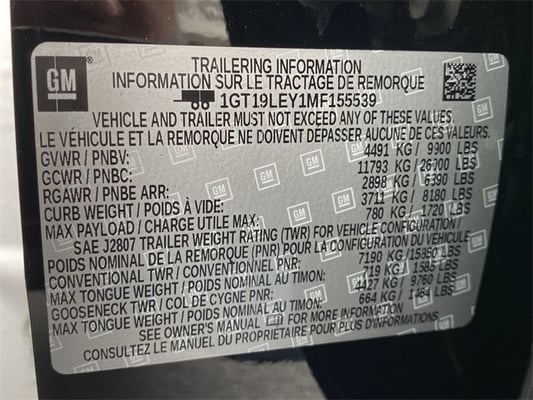 GM
TRAILERING INFORMATION
INFORMATION SUR LE TRACTAGE DE REMORQUE
1GT19LEY1MF155539
VEHICLE AND TRAILER MUST NOT EXCEED ANY OF THESE VALUES.
LE VÉHICULE ET LA REMORQUE NE DOIVENT DÉPASSER AUCUNE DE CES VALEURS.
GVWR / PNBV: 4491 KG / 9900 LBS
GCWR / PNBC: 11793 KG / 26000 LBS
RGAWR / PNBE ARR: 2898 KG / 6390 LBS
CURB WEIGHT / POIDS À VIDE: 3711 KG / 8180 LBS
MAX PAYLOAD / CHARGE UTILE MAX: 780 KG / 1720 LBS
SAE J2807 TRAILER WEIGHT RATING (TWR) FOR VEHICLE CONFIGURATION /
POIDS NOMINAL DE LA REMORQUE (PNR) POUR LA CONFIGURATION DU VÉHICULE
CONVENTIONAL TWR / CONVENTIONNEL PNR: 7190 KG / 15850 LBS
MAX TONGUE WEIGHT / POIDS NOMINAL AU TIMON: 719 KG / 1585 LBS
GOOSENECK TWR / COL DE CYGNE PNR: 4427 KG / 9760 LBS
MAX TONGUE WEIGHT / POIDS NOMINAL AU TIMON: 664 KG / 1464 LBS
SEE OWNER'S MANUAL FOR MORE INFORMATION
CONSULTEZ LE MANUEL DU PROPRIÉTAIRE POUR PLUS D'INFORMATIONS